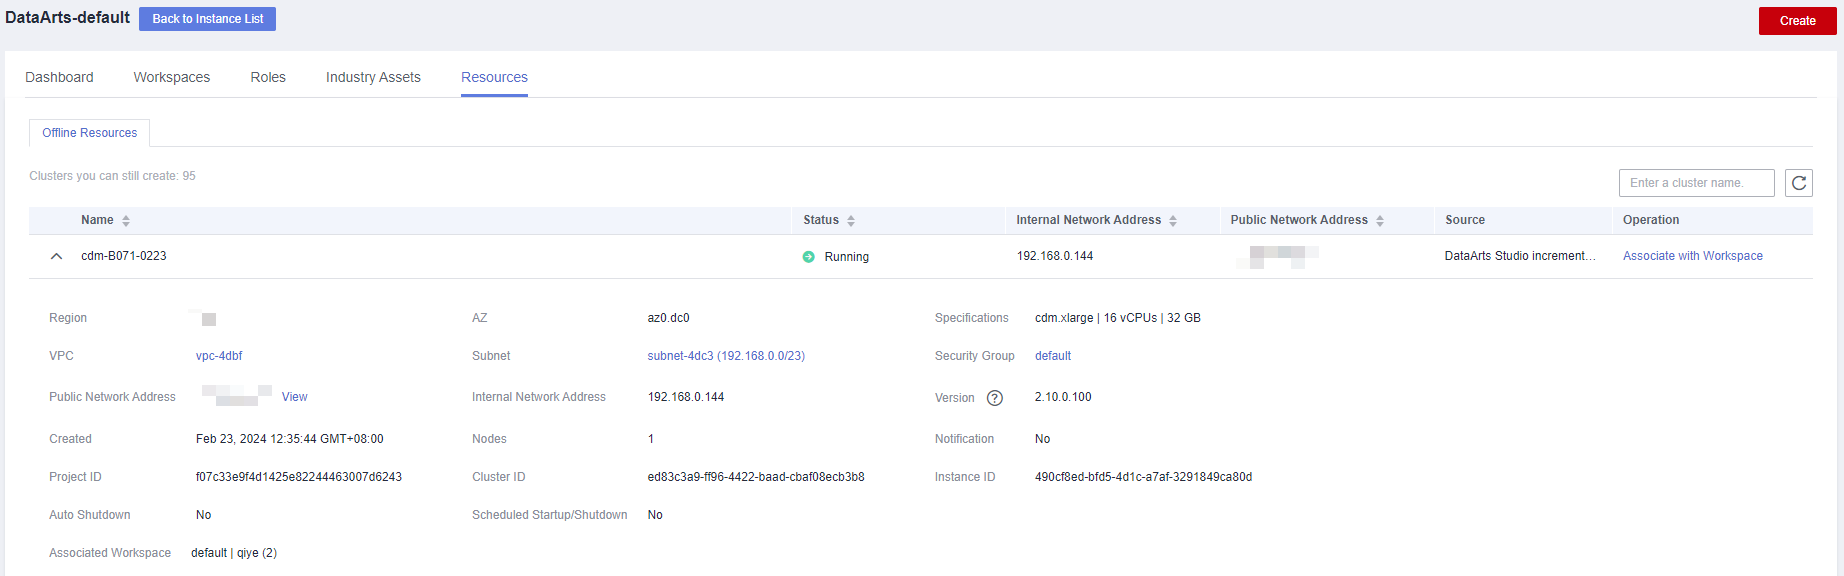 DataArts-default Back to Instance List Create
Dashboard Workspaces Roles Industry Assets Resources
Offline Resources
Clusters you can still create: 95
Enter a cluster name.
Name Status Internal Network Address Public Network Address Source Operation
cdm-B071-0223 Running 192.168.0.144 DataArts Studio increment... Associate with Workspace
Region AZ az0.dc0 Specifications cdm.xlarge | 16 vCPUs | 32 GB
VPC vpc-4dbf Subnet subnet-4dc3 (192.168.0.0/23) Security Group default
Public Network Address View Internal Network Address 192.168.0.144 Version ? 2.10.0.100
Created Feb 23, 2024 12:35:44 GMT+08:00 Nodes 1 Notification No
Project ID f07c33e9f4d1425e82244463007d6243 Cluster ID ed83c3a9-ff96-4422-baad-cbaf08ecb3b8 Instance ID 490cf8ed-bfd5-4d1c-a7af-3291849ca80d
Auto Shutdown No Scheduled Startup/Shutdown No
Associated Workspace default | qiye (2)